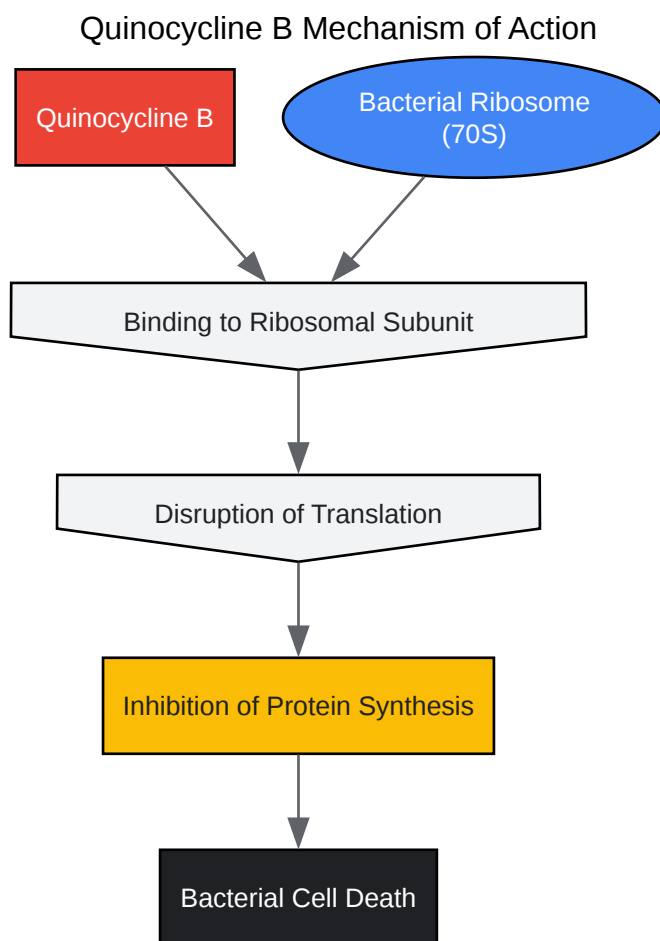 Quinocycline B Mechanism of Action
Quinocycline B
Bacterial Ribosome
(70S)
Binding to Ribosomal Subunit
Disruption of Translation
Inhibition of Protein Synthesis
Bacterial Cell Death